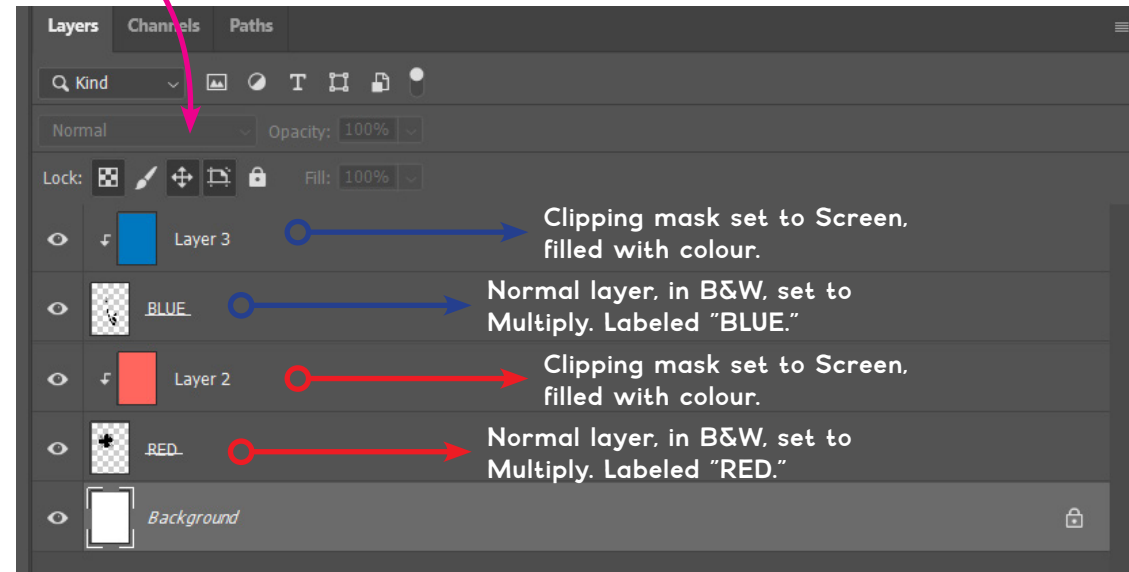 Layers Channels Paths
Kind
Normal Opacity: 100%
Lock: Fill: 100%
Layer 3
Clipping mask set to Screen,
filled with colour.
BLUE
Normal layer, in B&W, set to
Multiply. Labeled "BLUE."
Layer 2
Clipping mask set to Screen,
filled with colour.
RED
Normal layer, in B&W, set to
Multiply. Labeled "RED."
Background